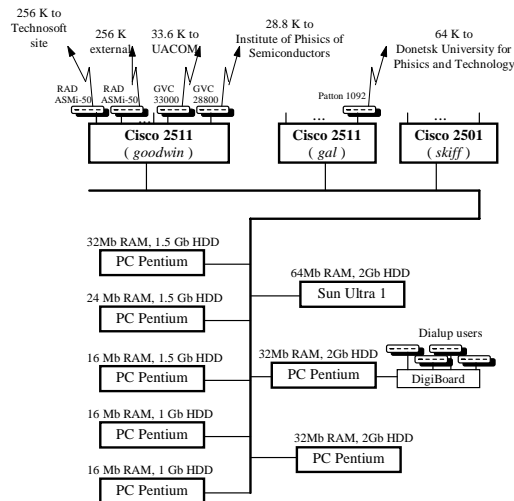 256 K to
Technosoft
site
256 K
external
33.6 K to
UACOM
28.8 K to
Institute of Phisics of
Semiconductors
64 K to
Donetsk University for
Phisics and Technology
RAD
ASMi-50
RAD
ASMi-50
GVC
33000
GVC
28800
Patton 1092
...
...
...
Cisco 2511
( goodwin )
Cisco 2511
( gal )
Cisco 2501
( skiff )
32Mb RAM, 1.5 Gb HDD
PC Pentium
64Mb RAM, 2Gb HDD
Sun Ultra 1
24 Mb RAM, 1.5 Gb HDD
PC Pentium
Dialup users
16 Mb RAM, 1.5 Gb HDD
PC Pentium
32Mb RAM, 2Gb HDD
PC Pentium
DigiBoard
16 Mb RAM, 1 Gb HDD
PC Pentium
32Mb RAM, 2Gb HDD
PC Pentium
16 Mb RAM, 1 Gb HDD
PC Pentium